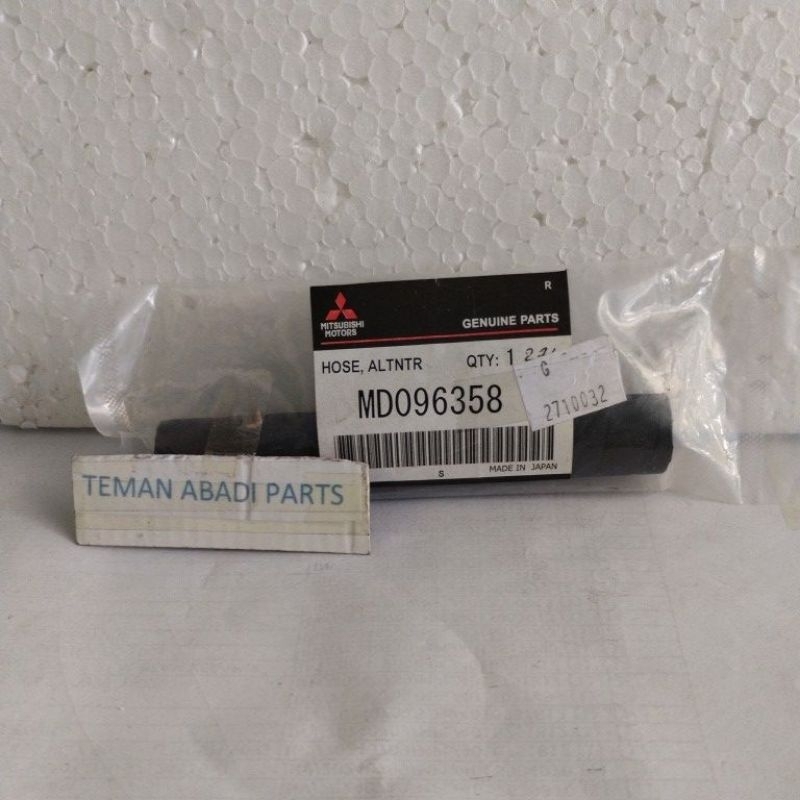 R
MITSUBISHI
MOTORS
GENUINE PARTS
HOSE, ALTNTR QTY: 1
G
MD096358
2710032
S
MADE IN JAPAN
TEMAN ABADI PARTS